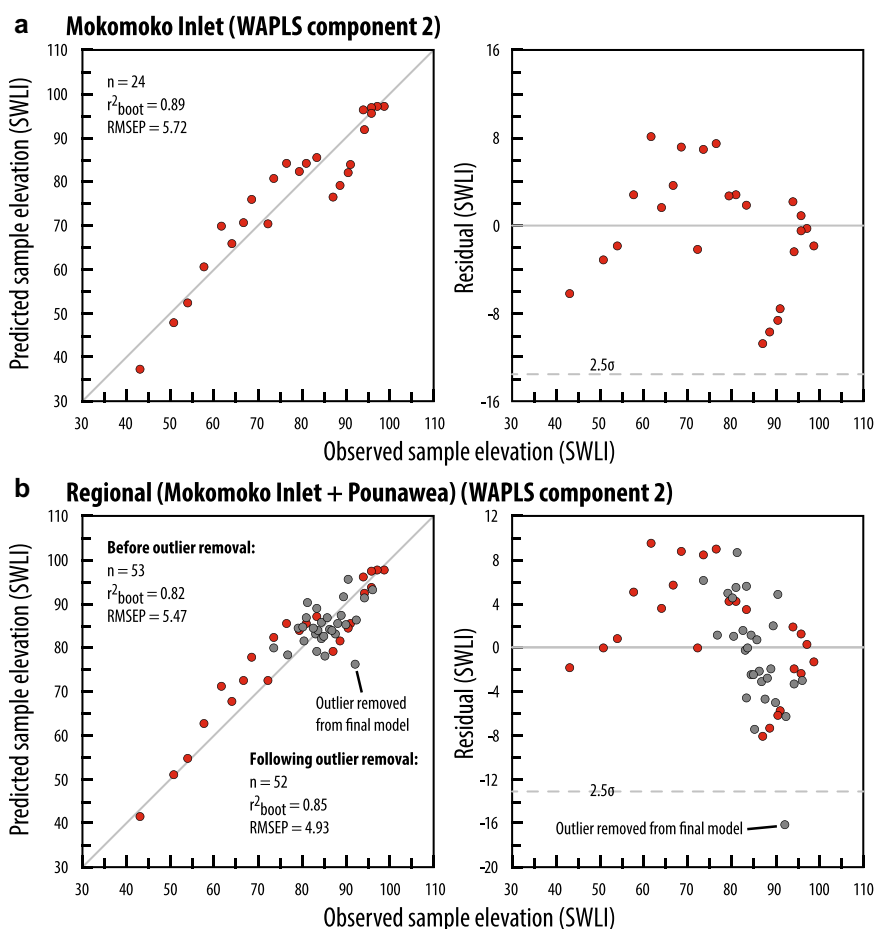 a Mokomoko Inlet (WAPLS component 2)
110
100
90
80
70
60
50
40
30
Predicted sample elevation (SWLI)
n = 24
r²boot = 0.89
RMSEP = 5.72
30 40 50 60 70 80 90 100 110
16
8
0
-8
-16
Residual (SWLI)
2.5σ
30 40 50 60 70 80 90 100 110
Observed sample elevation (SWLI)
b Regional (Mokomoko Inlet + Pounawea) (WAPLS component 2)
110
100
90
80
70
60
50
40
30
Predicted sample elevation (SWLI)
Before outlier removal:
n = 53
r²boot = 0.82
RMSEP = 5.47
Outlier removed
from final model
Following outlier removal:
n = 52
r²boot = 0.85
RMSEP = 4.93
30 40 50 60 70 80 90 100 110
12
8
4
0
-4
-8
-12
-16
-20
Residual (SWLI)
2.5σ
Outlier removed from final model
30 40 50 60 70 80 90 100 110
Observed sample elevation (SWLI)